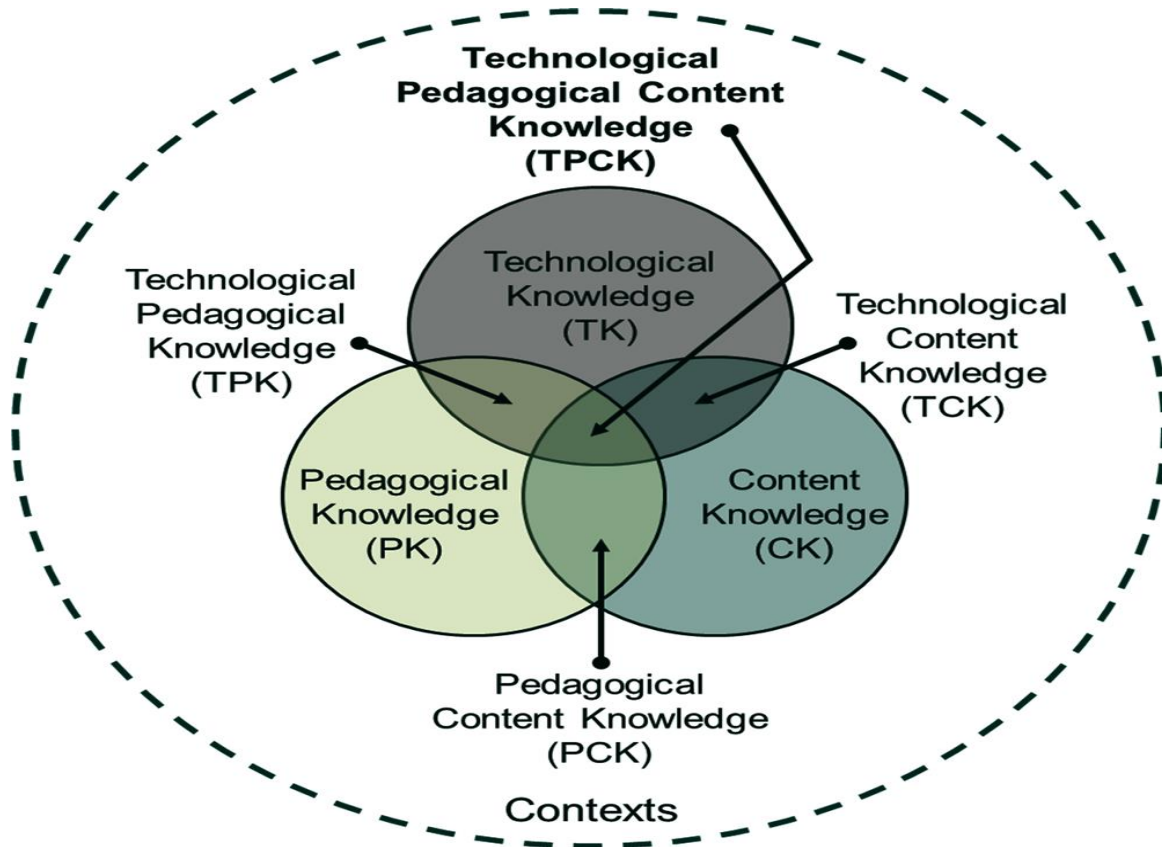 Technological
Pedagogical Content
Knowledge
(TPCK)
Technological
Knowledge
(TK)
Technological
Pedagogical
Knowledge
(TPK)
Technological
Content
Knowledge
(TCK)
Pedagogical
Knowledge
(PK)
Content
Knowledge
(CK)
Pedagogical
Content Knowledge
(PCK)
Contexts